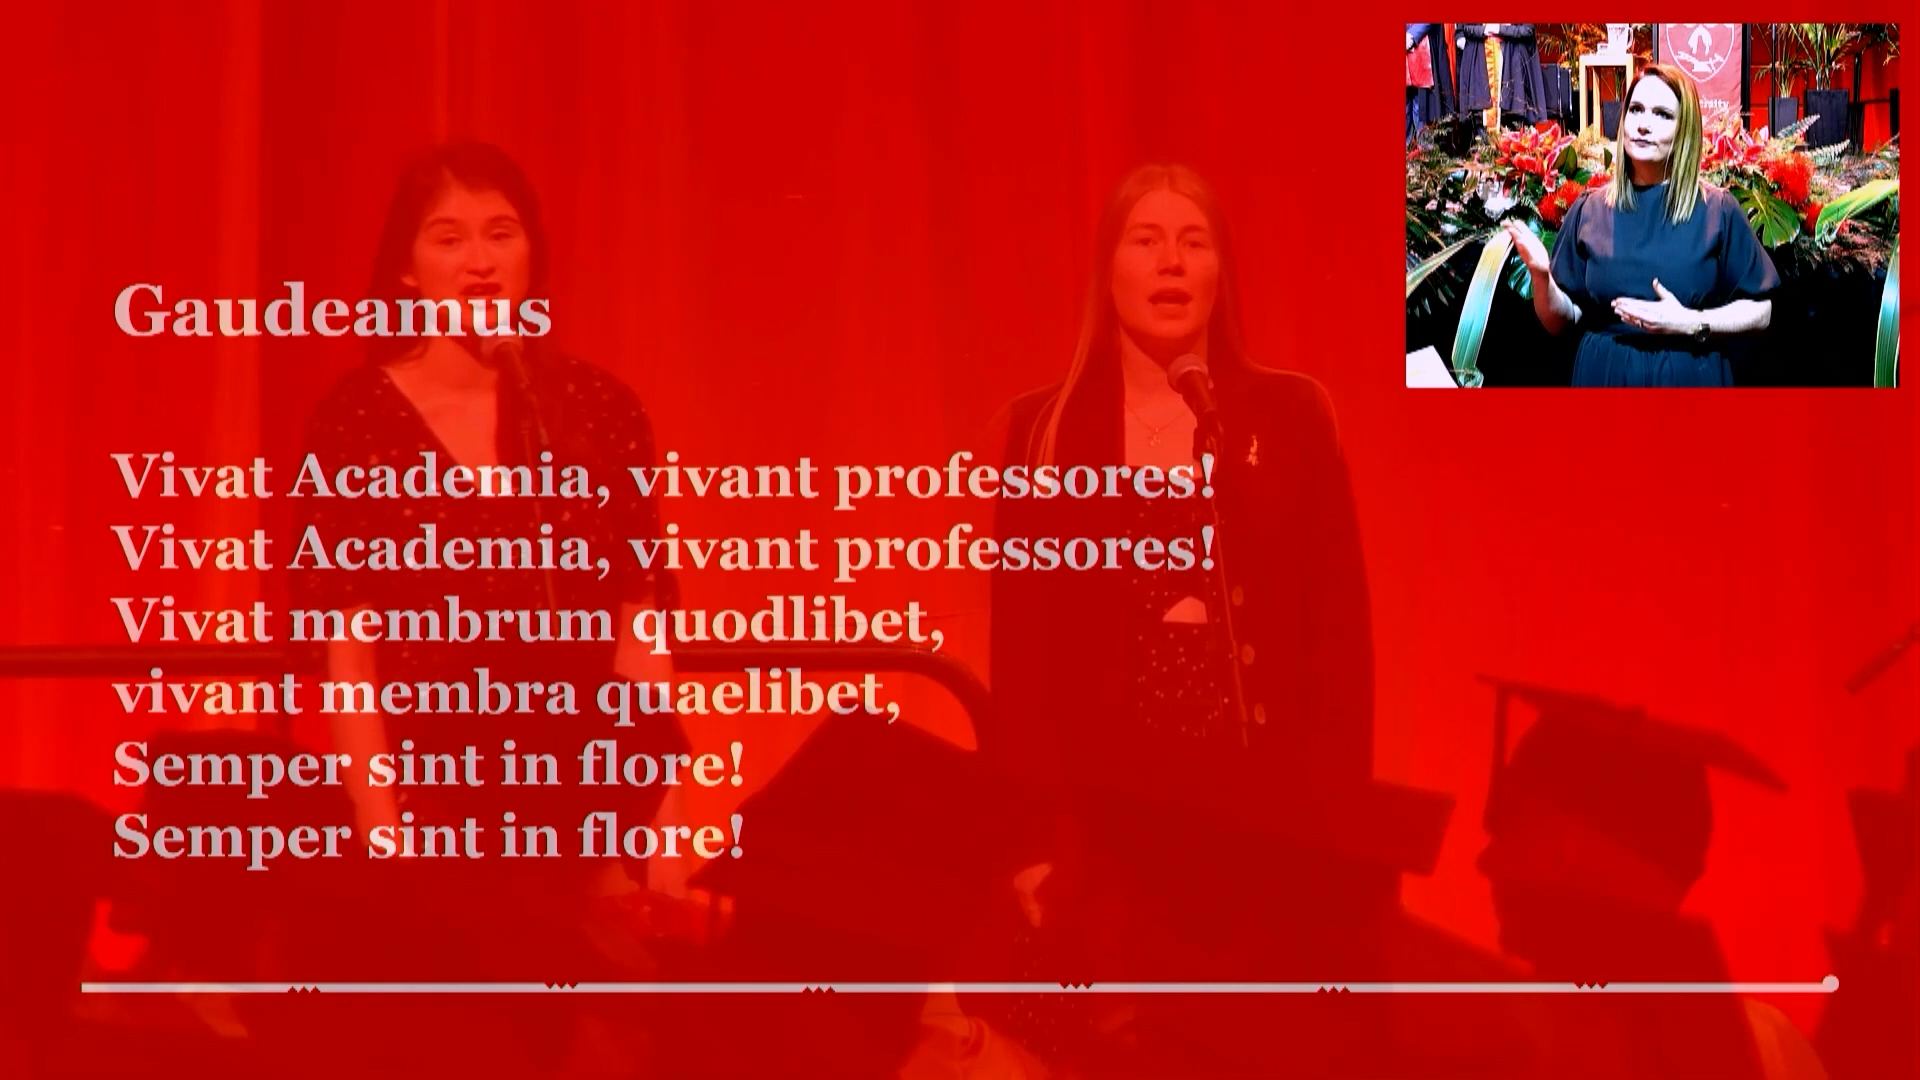 Gaudeamus
Vivat Academia, vivant professores!
Vivat Academia, vivant professores!
Vivat membrum quodlibet,
vivant membra quaelibet,
Semper sint in flore!
Semper sint in flore!